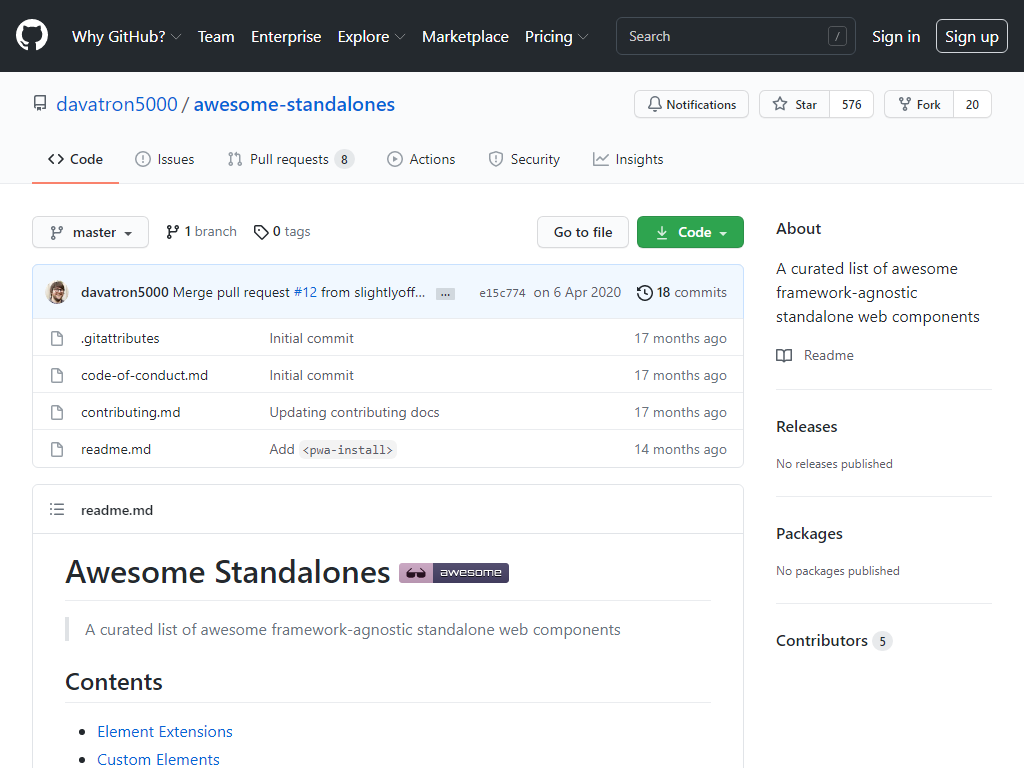 Why GitHub? Team Enterprise Explore Marketplace Pricing Search / Sign in Sign up
davatron5000 / awesome-standalones Notifications Star 576 Fork 20
Code Issues Pull requests 8 Actions Security Insights
master 1 branch 0 tags Go to file Code
davatron5000 Merge pull request #12 from slightlyoff... ... e15c774 on 6 Apr 2020 18 commits
.gitattributes Initial commit 17 months ago
code-of-conduct.md Initial commit 17 months ago
contributing.md Updating contributing docs 17 months ago
readme.md Add <pwa-install> 14 months ago
readme.md
Awesome Standalones awesome
A curated list of awesome framework-agnostic standalone web components
Contents
Element Extensions
Custom Elements
About
A curated list of awesome
framework-agnostic
standalone web components
Readme
Releases
No releases published
Packages
No packages published
Contributors 5